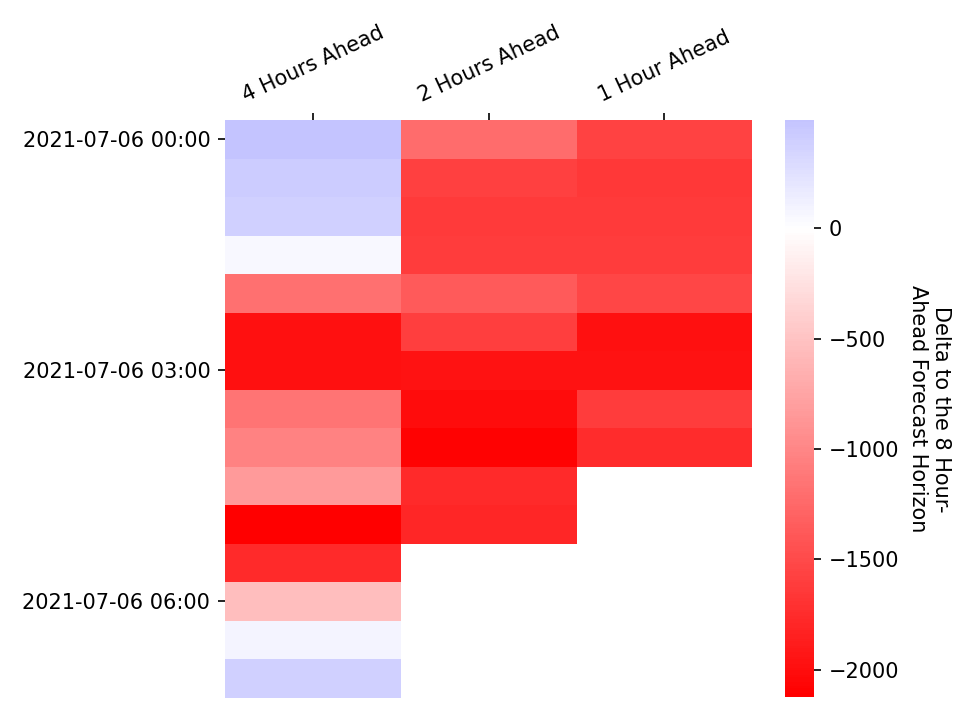 4 Hours Ahead
2 Hours Ahead
1 Hour Ahead
2021-07-06 00:00
2021-07-06 03:00
2021-07-06 06:00
0
−500
−1000
−1500
−2000
Delta to the 8 Hour-
Ahead Forecast Horizon